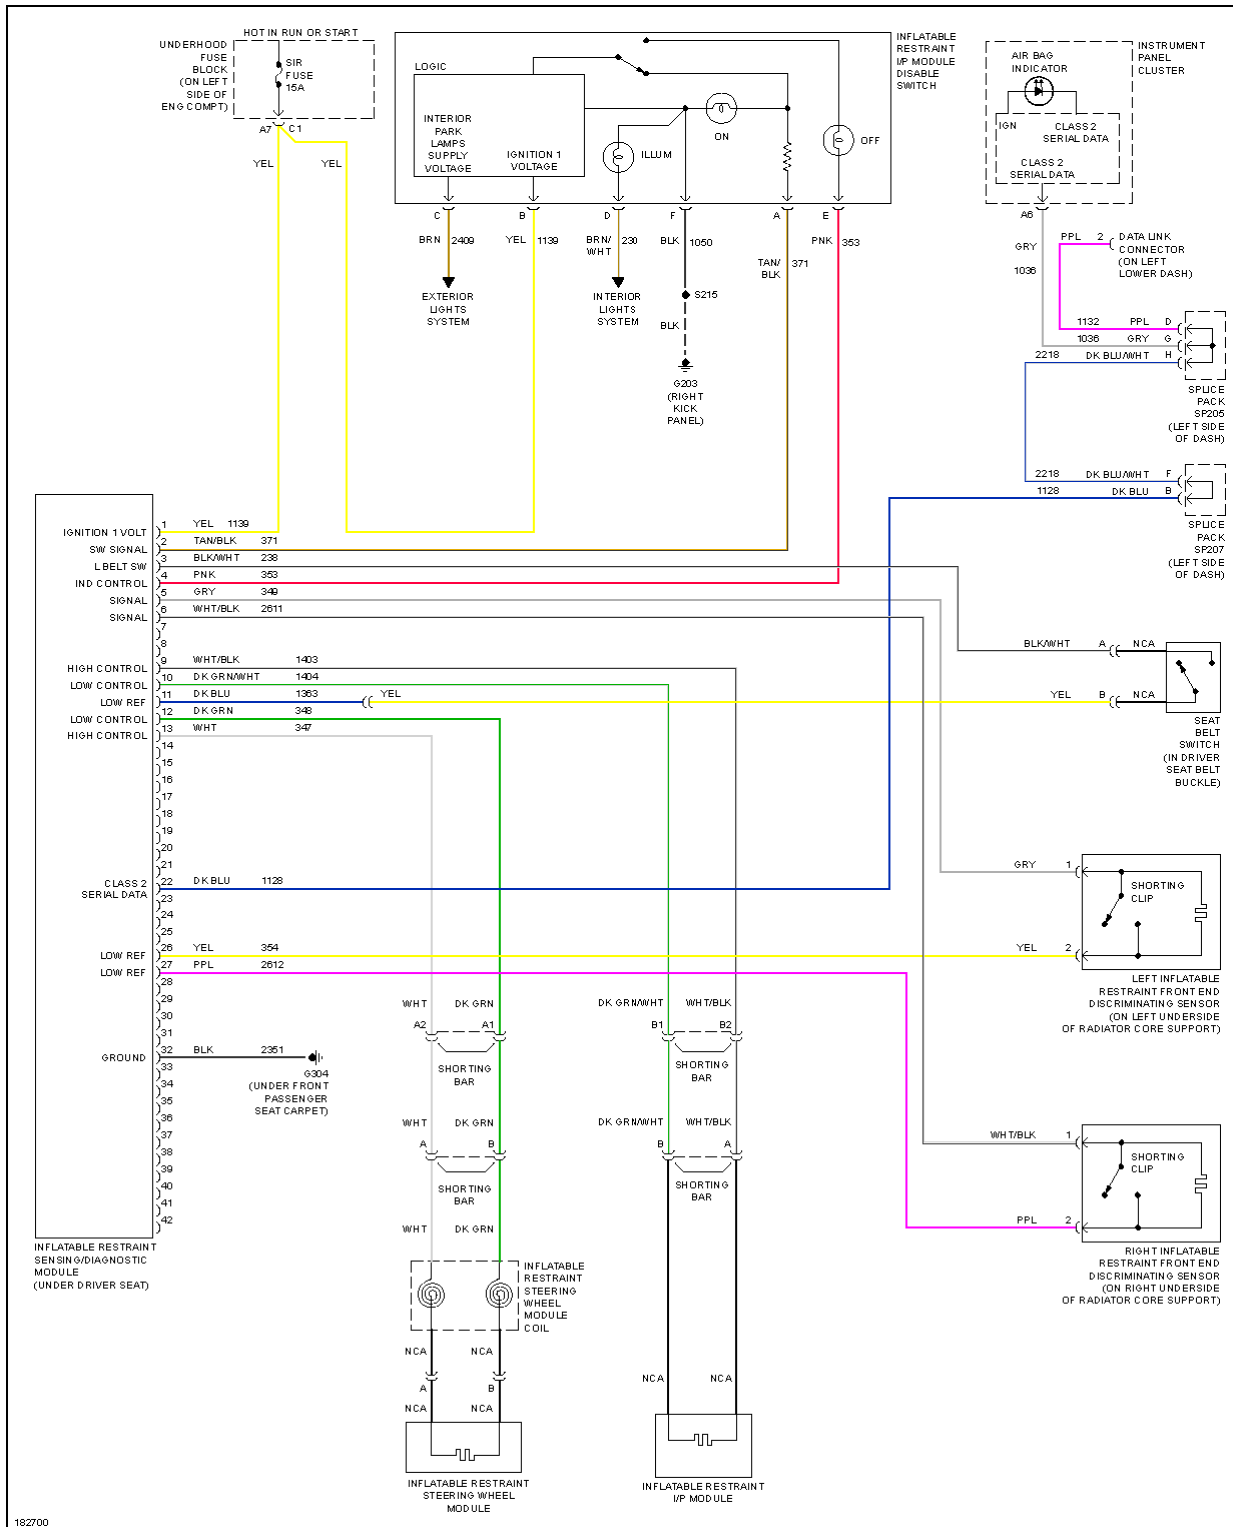 HOT IN RUN OR START
UNDERHOOD
FUSE
BLOCK
(ON LEFT
SIDE OF
ENG COMPT)
SIR
FUSE
15A
A7
C1
YEL
YEL
LOGIC
INTERIOR
PARK
LAMPS
SUPPLY
VOLTAGE
IGNITION 1
VOLTAGE
ILLUM
ON
OFF
INFLATABLE
RESTRAINT
I/P MODULE
DISABLE
SWITCH
C
B
D
F
A
E
BRN
2409
YEL
1139
BRN/
WHT
230
BLK
1050
TAN/
BLK
371
PNK
353
EXTERIOR
LIGHTS
SYSTEM
INTERIOR
LIGHTS
SYSTEM
S215
BLK
G203
(RIGHT
KICK
PANEL)
AIR BAG
INDICATOR
IGN
CLASS 2
SERIAL DATA
CLASS 2
SERIAL DATA
INSTRUMENT
PANEL
CLUSTER
A6
GRY
1036
PPL 2
DATA LINK
CONNECTOR
(ON LEFT
LOWER DASH)
1132 PPL D
1036 GRY G
2218 DK BLU/WHT H
SPLICE
PACK
SP205
(LEFT SIDE
OF DASH)
2218 DK BLU/WHT F
1128 DK BLU B
SPLICE
PACK
SP207
(LEFT SIDE
OF DASH)
IGNITION 1 VOLT 1 YEL 1139
SW SIGNAL 2 TAN/BLK 371
L BELT SW 3 BLK/WHT 238
IND CONTROL 4 PNK 353
SIGNAL 5 GRY 349
SIGNAL 6 WHT/BLK 2611
7
8
HIGH CONTROL 9 WHT/BLK 1403
LOW CONTROL 10 DK GRN/WHT 1404
LOW REF 11 DK BLU 1363 YEL
LOW CONTROL 12 DK GRN 348
HIGH CONTROL 13 WHT 347
14
15
16
17
18
19
20
21
CLASS 2
SERIAL DATA
22 DK BLU 1128
23
24
25
LOW REF 26 YEL 354
LOW REF 27 PPL 2612
28
29
30
31
GROUND 32 BLK 2351
33
34
35
36
37
38
39
40
41
42
G304
(UNDER FRONT
PASSENGER
SEAT CARPET)
INFLATABLE RESTRAINT
SENSING/DIAGNOSTIC
MODULE
(UNDER DRIVER SEAT)
BLK/WHT A NCA
YEL B NCA
SEAT
BELT
SWITCH
(IN DRIVER
SEAT BELT
BUCKLE)
GRY 1
SHORTING
CLIP
YEL 2
LEFT INFLATABLE
RESTRAINT FRONT END
DISCRIMINATING SENSOR
(ON LEFT UNDERSIDE
OF RADIATOR CORE SUPPORT)
WHT/BLK 1
SHORTING
CLIP
PPL 2
RIGHT INFLATABLE
RESTRAINT FRONT END
DISCRIMINATING SENSOR
(ON RIGHT UNDERSIDE
OF RADIATOR CORE SUPPORT)
WHT DK GRN
A2 A1
SHORTING
BAR
WHT DK GRN
A B
SHORTING
BAR
WHT DK GRN
INFLATABLE
RESTRAINT
STEERING
WHEEL
MODULE
COIL
NCA NCA
A B
NCA NCA
INFLATABLE RESTRAINT
STEERING WHEEL
MODULE
DK GRN/WHT WHT/BLK
B1 B2
SHORTING
BAR
DK GRN/WHT WHT/BLK
B A
SHORTING
BAR
NCA NCA
INFLATABLE RESTRAINT
I/P MODULE
182700